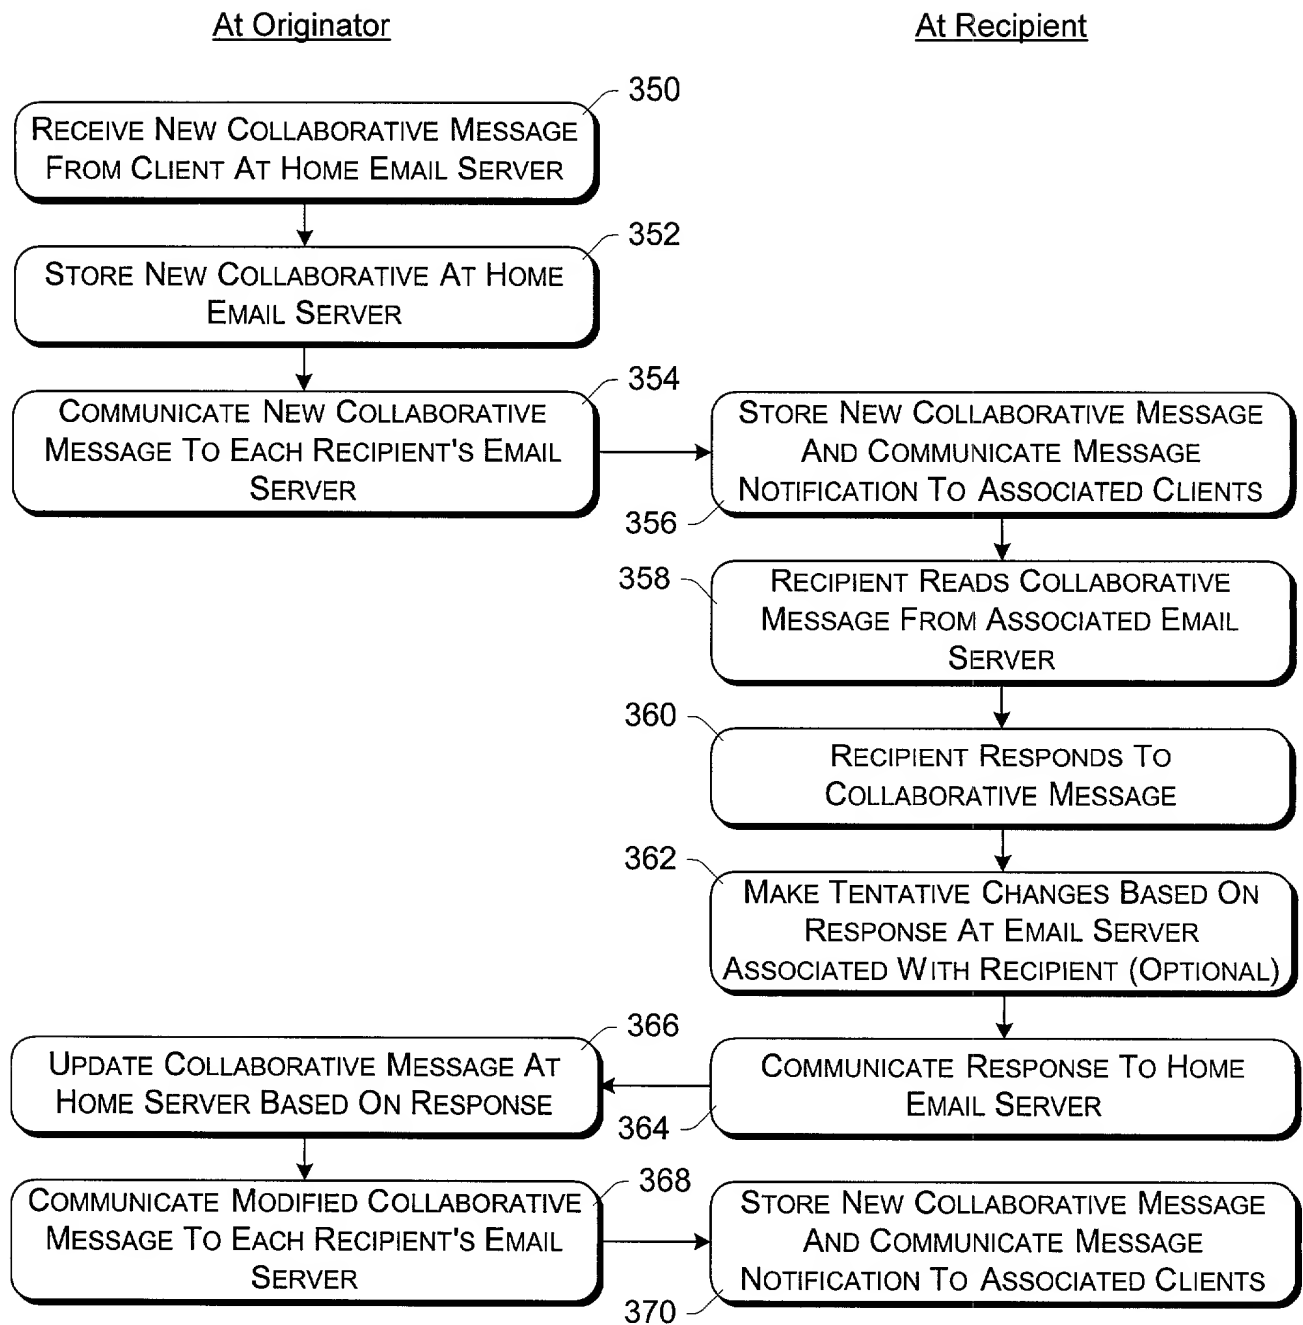 At Originator
At Recipient
350
RECEIVE NEW COLLABORATIVE MESSAGE
FROM CLIENT AT HOME EMAIL SERVER
352
STORE NEW COLLABORATIVE AT HOME
EMAIL SERVER
354
COMMUNICATE NEW COLLABORATIVE
MESSAGE TO EACH RECIPIENT'S EMAIL
SERVER
STORE NEW COLLABORATIVE MESSAGE
AND COMMUNICATE MESSAGE
NOTIFICATION TO ASSOCIATED CLIENTS
356
358
RECIPIENT READS COLLABORATIVE
MESSAGE FROM ASSOCIATED EMAIL
SERVER
360
RECIPIENT RESPONDS TO
COLLABORATIVE MESSAGE
362
MAKE TENTATIVE CHANGES BASED ON
RESPONSE AT EMAIL SERVER
ASSOCIATED WITH RECIPIENT (OPTIONAL)
COMMUNICATE RESPONSE TO HOME
EMAIL SERVER
364
366
UPDATE COLLABORATIVE MESSAGE AT
HOME SERVER BASED ON RESPONSE
368
COMMUNICATE MODIFIED COLLABORATIVE
MESSAGE TO EACH RECIPIENT'S EMAIL
SERVER
STORE NEW COLLABORATIVE MESSAGE
AND COMMUNICATE MESSAGE
NOTIFICATION TO ASSOCIATED CLIENTS
370